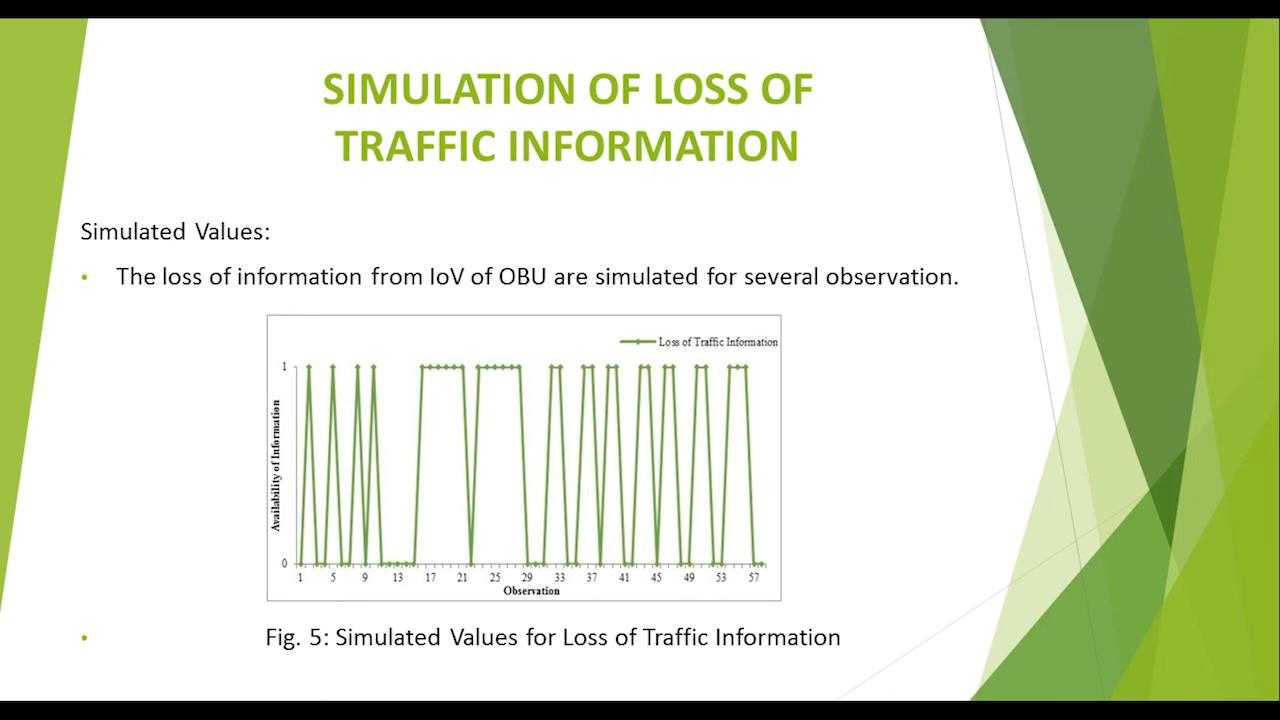 SIMULATION OF LOSS OF
TRAFFIC INFORMATION
Simulated Values:
• The loss of information from IoV of OBU are simulated for several observation.
Loss of Traffic Information
1
Availability of Information
0
1 5 9 13 17 21 25 29 33 37 41 45 49 53 57
Observation
• Fig. 5: Simulated Values for Loss of Traffic Information